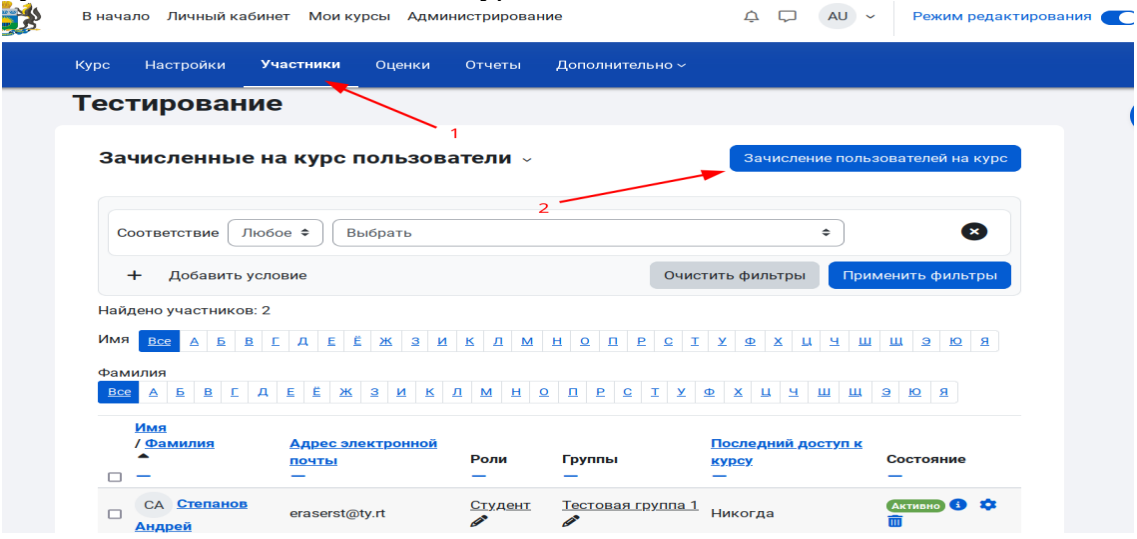 В начало Личный кабинет Мои курсы Администрирование AU Режим редактирования
Курс Настройки Участники Оценки Отчеты Дополнительно
Тестирование
1
Зачисленные на курс пользователи Зачисление пользователей на курс
2
Соответствие Любое Выбрать
+ Добавить условие Очистить фильтры Применить фильтры
Найдено участников: 2
Имя Все А Б В Г Д Е Ё Ж З И К Л М Н О П Р С Т У Ф Х Ц Ч Ш Щ Э Ю Я
Фамилия
Все А Б В Г Д Е Ё Ж З И К Л М Н О П Р С Т У Ф Х Ц Ч Ш Щ Э Ю Я
Имя
/ Фамилия Адрес электронной Последний доступ к
почты Роли Группы курсу Состояние
СА Степанов Студент Тестовая группа 1 Активно
Андрей eraserst@ty.rt Никогда